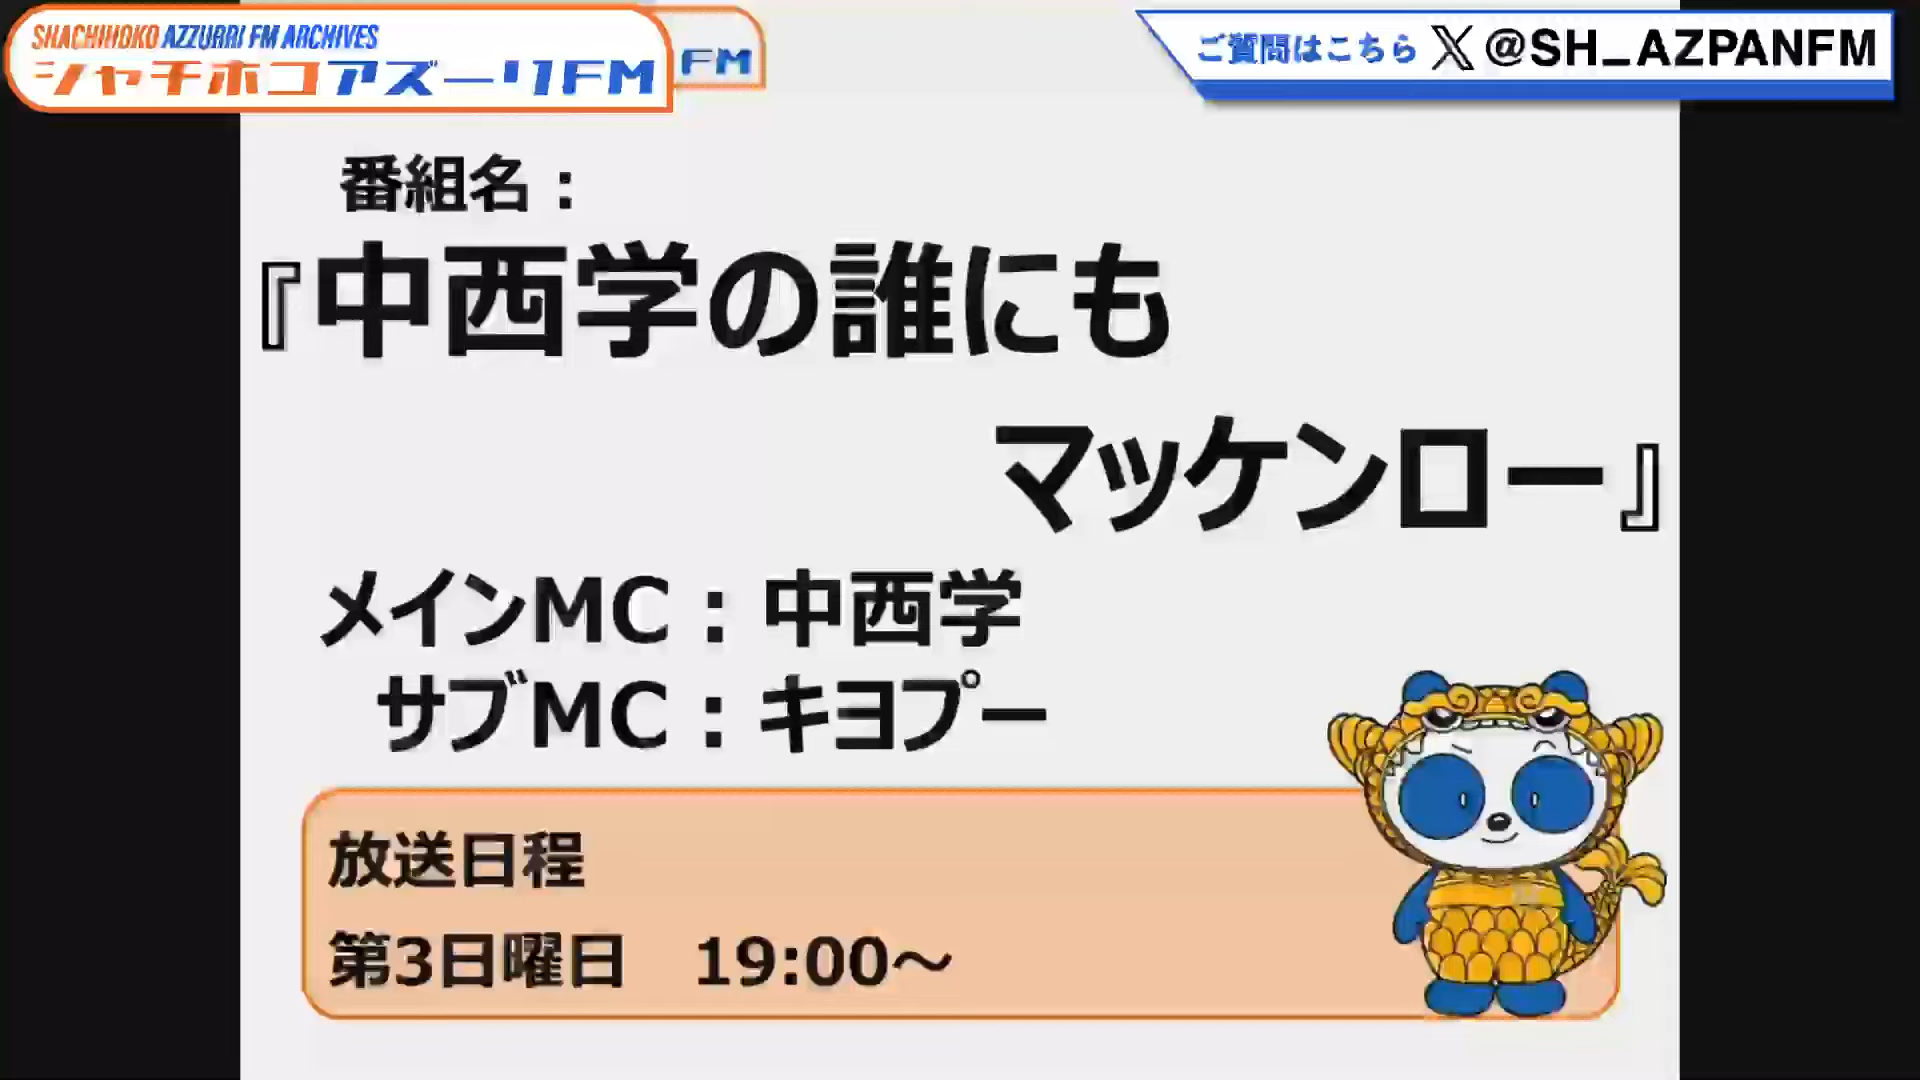 SHACHIHOKO AZZURRI FM ARCHIVES
シャチホコアズーリFM
FM
ご質問はこちら X @SH_AZPANFM
番組名：
『中西学の誰にも
マッケンロー』
メインMC：中西学
サブMC：キヨプー
放送日程
第3日曜日 19:00～